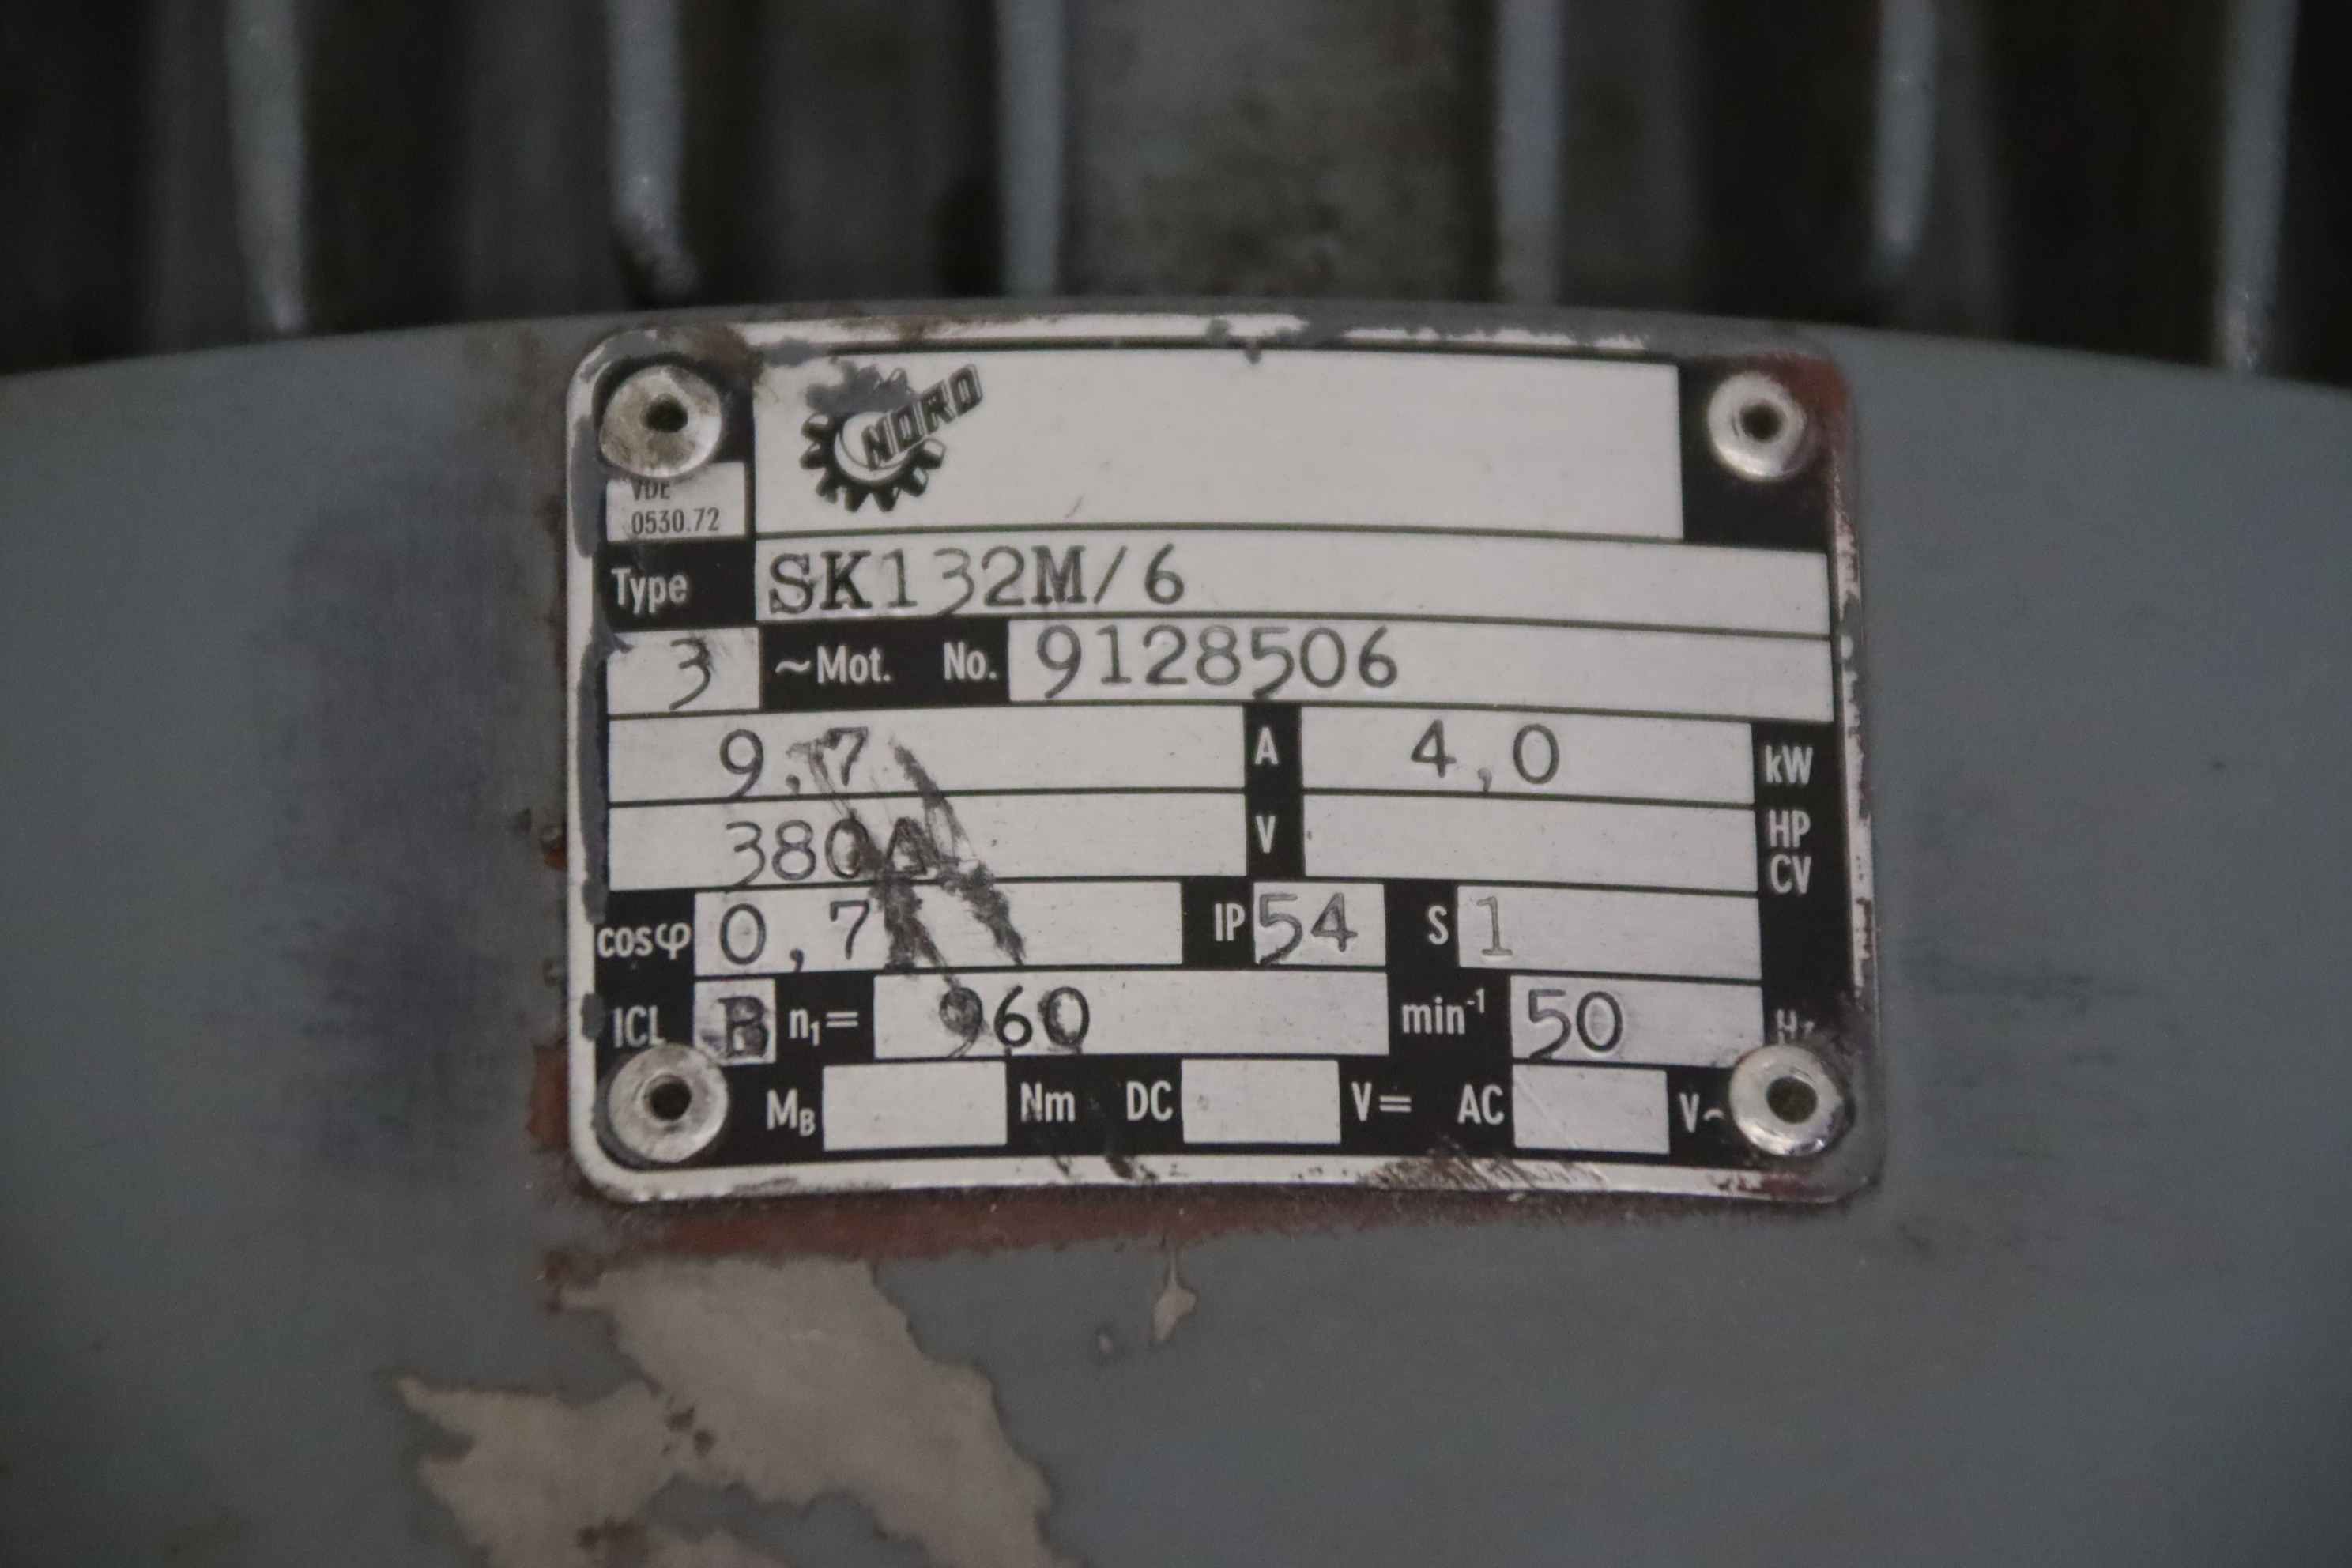 NORD
VDE
0530.72
Type SK132M/6
3 ~Mot. No. 9128506
9,7 A 4,0 kW
380Δ V HP
CV
cosφ 0,7 IP 54 S 1
ICL B n₁= 960 min⁻¹ 50 Hz
M_B Nm DC V= AC V~